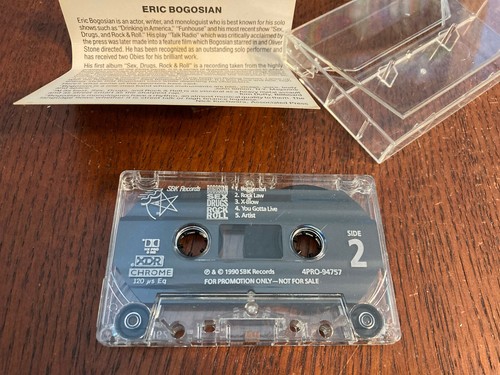 ERIC BOGOSIAN
Eric Bogosian is an actor, writer, and monologuist who is best known for his solo
shows such as "Drinking in America," "Funhouse" and his most recent show "Sex,
Drugs, and Rock & Roll." His play "Talk Radio" which was critically acclaimed by
the press was later made into a feature film which Bogosian starred in and Oliver
Stone directed. He has been recognized as an outstanding solo performer and
has received two Obies for his brilliant work.
His first album "Sex, Drugs, Rock & Roll" is a recording taken from the highly
SBK Records
BOGOSIAN
SEX
DRUGS
ROCK
ROLL
2. Rock Law
3. X-Blow
4. You Gotta Live
5. Artist
SIDE
2
XDR
CHROME
120 µs Eq.
℗ & © 1990 SBK Records
4PRO-94757
FOR PROMOTION ONLY—NOT FOR SALE